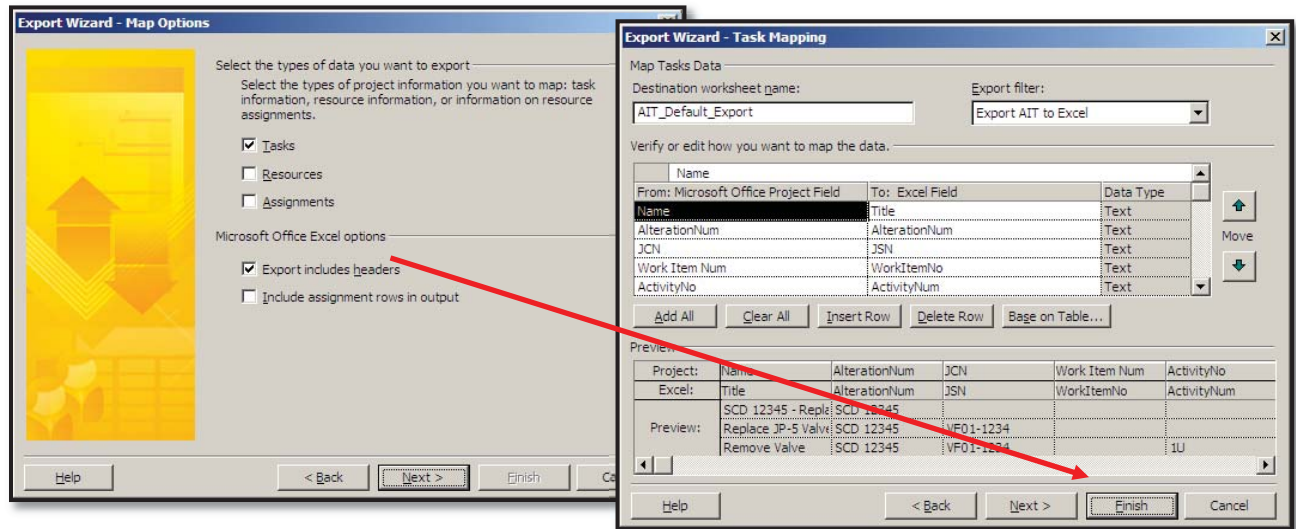 Export Wizard - Map Options
Select the types of data you want to export
Select the types of project information you want to map: task
information, resource information, or information on resource
assignments.
Tasks
Resources
Assignments
Microsoft Office Excel options
Export includes headers
Include assignment rows in output
Help
< Back
Next >
Finish
Export Wizard - Task Mapping
Map Tasks Data
Destination worksheet name:
Export filter:
AIT_Default_Export
Export AIT to Excel
Verify or edit how you want to map the data.
Name
From: Microsoft Office Project Field To: Excel Field Data Type
Name Title Text
AlterationNum AlterationNum Text
JCN JSN Text
Work Item Num WorkItemNo Text
ActivityNo ActivityNum Text
Move
Add All Clear All Insert Row Delete Row Base on Table...
Preview
Project: Name AlterationNum JCN Work Item Num ActivityNo
Excel: Title AlterationNum JSN WorkItemNo ActivityNum
SCD 12345 - Repla SCD 12345
Preview: Replace JP-5 Valve SCD 12345 VF01-1234
Remove Valve SCD 12345 VF01-1234 1U
Help < Back Next > Finish Cancel